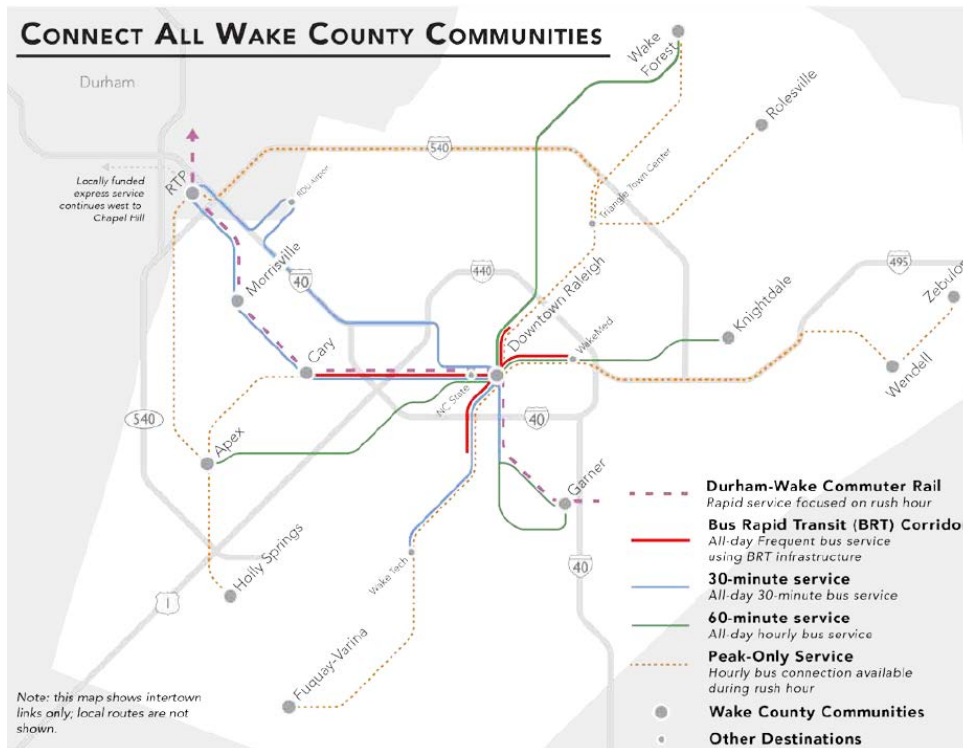 CONNECT ALL WAKE COUNTY COMMUNITIES
Durham
Wake
Forest
Rolesville
540
Locally funded
express service
continues west to
Chapel Hill
RTP
RDU Airport
Triangle Town Center
Morrisville
40
440
495
Zebulon
Downtown Raleigh
Knightdale
WakeMed
Cary
Wendell
NC State
540
40
Apex
Garner
Holly Springs
Wake Tech
40
1
Fuquay-Varina
Durham-Wake Commuter Rail
Rapid service focused on rush hour
Bus Rapid Transit (BRT) Corrido
All-day Frequent bus service
using BRT infrastructure
30-minute service
All-day 30-minute bus service
60-minute service
All-day hourly bus service
Peak-Only Service
Hourly bus connection available
during rush hour
Wake County Communities
Other Destinations
Note: this map shows intertown
links only; local routes are not
shown.